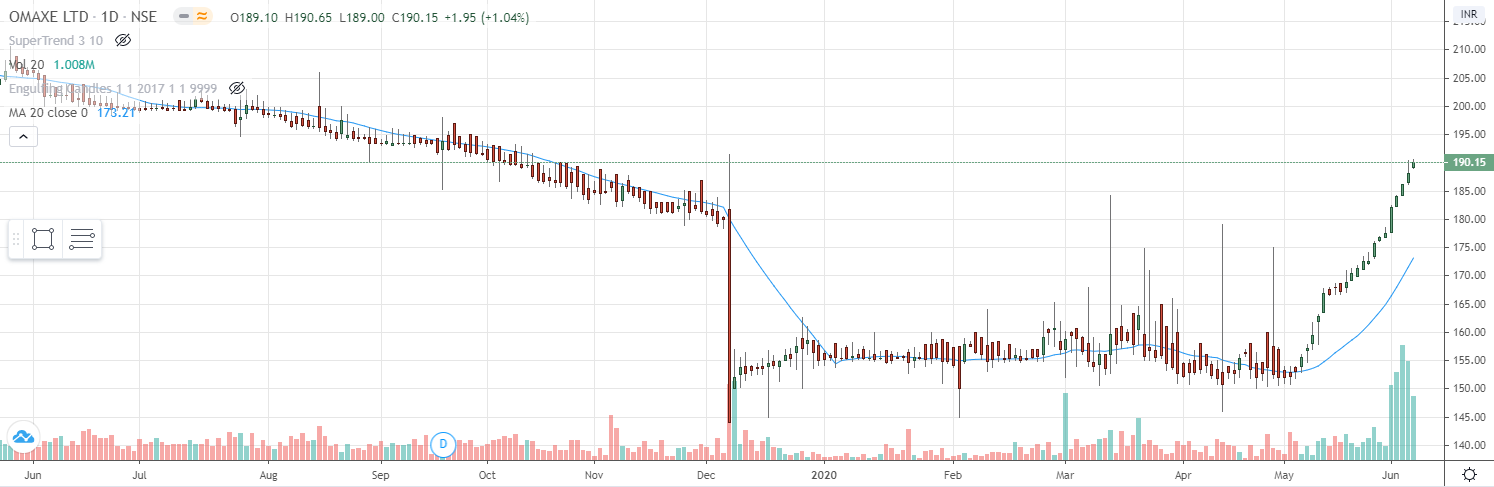 OMAXE LTD · 1D · NSE O189.10 H190.65 L189.00 C190.15 +1.95 (+1.04%)
SuperTrend 3 10
Vol 20 1.008M
Engulfing Candles 1 1 2017 1 1 9999
MA 20 close 0 173.21
INR
215.00
210.00
205.00
200.00
195.00
190.15
185.00
180.00
175.00
170.00
165.00
160.00
155.00
150.00
145.00
140.00
D
Jun Jul Aug Sep Oct Nov Dec 2020 Feb Mar Apr May Jun